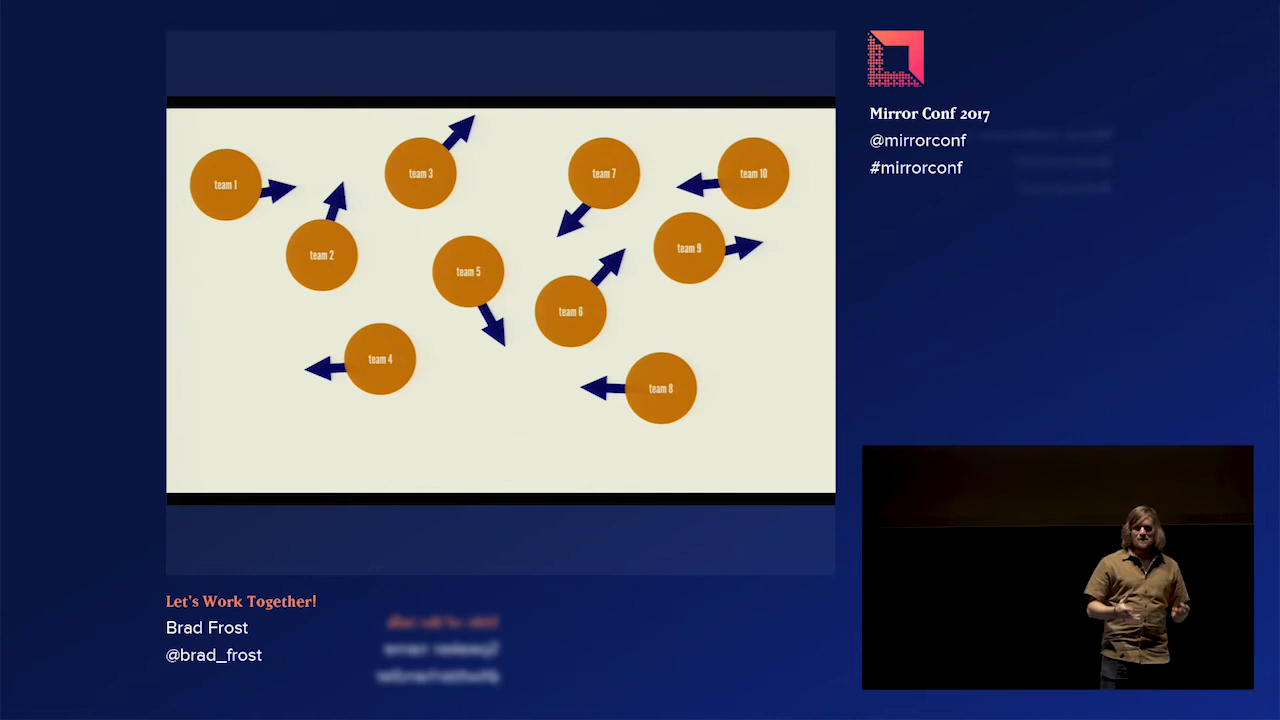 team 1
team 2
team 3
team 4
team 5
team 6
team 7
team 8
team 9
team 10
Mirror Conf 2017
@mirrorconf
#mirrorconf
Let's Work Together!
Brad Frost
@brad_frost